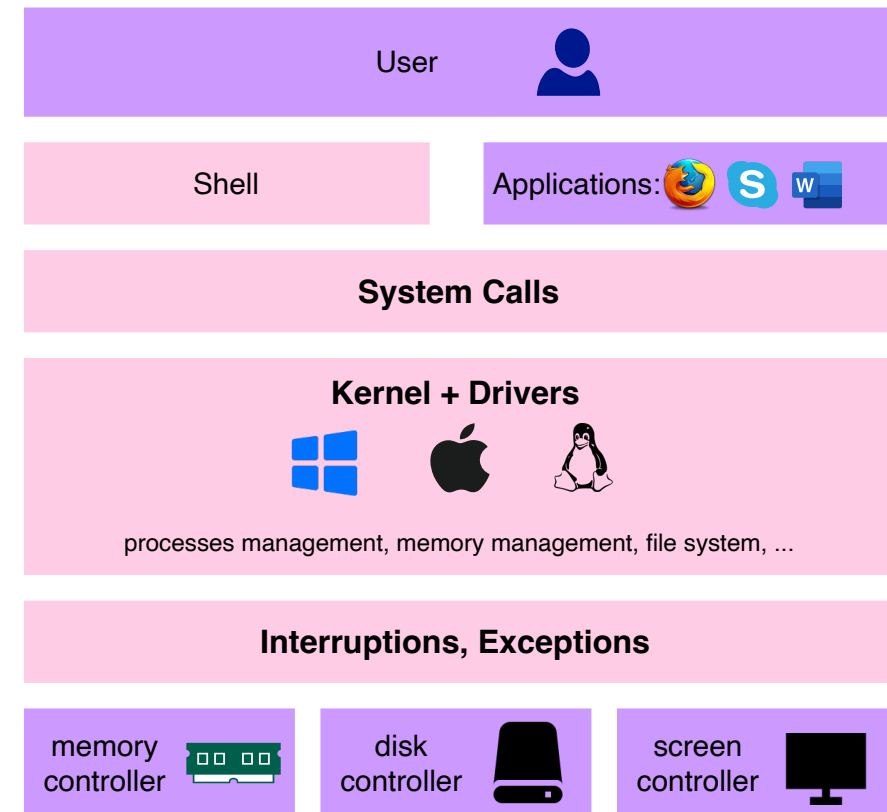 User
Shell
Applications:
S
W
System Calls
Kernel + Drivers
processes management, memory management, file system, ...
Interruptions, Exceptions
memory
controller
disk
controller
screen
controller